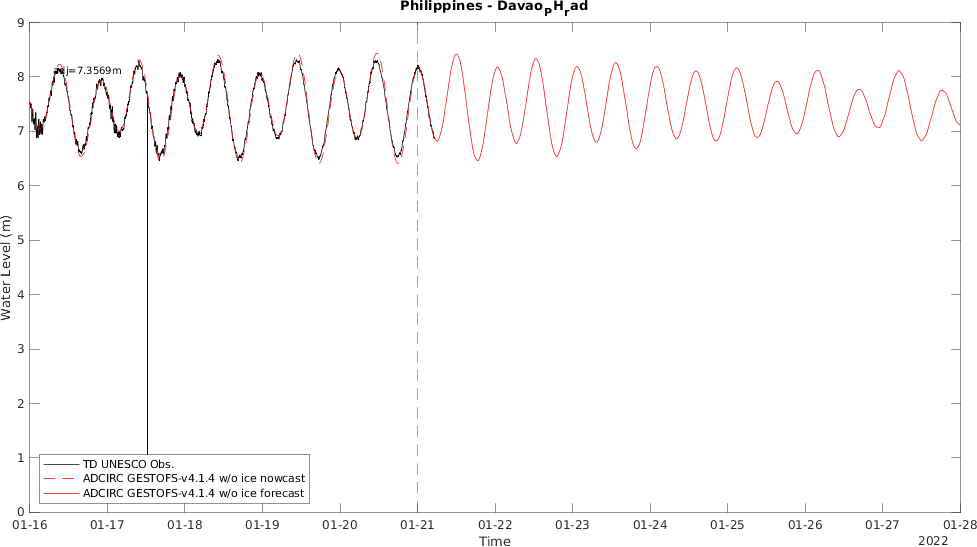 Philippines - Davao_PH_rad
9
8
7
6
5
4
3
2
1
0
Water Level (m)
adj=7.3569m
TD UNESCO Obs.
ADCIRC GESTOFS-v4.1.4 w/o ice nowcast
ADCIRC GESTOFS-v4.1.4 w/o ice forecast
01-16 01-17 01-18 01-19 01-20 01-21 01-22 01-23 01-24 01-25 01-26 01-27 01-28
Time
2022